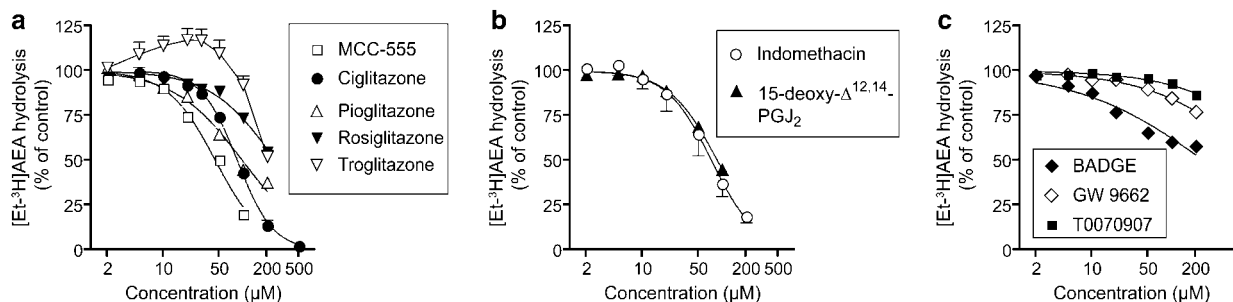 a
[Et-³H]AEA hydrolysis
(% of control)
125
100
75
50
25
0
2
10
50
200
500
Concentration (μM)
MCC-555
Ciglitazone
Pioglitazone
Rosiglitazone
Troglitazone
b
[Et-³H]AEA hydrolysis
(% of control)
125
100
75
50
25
0
2
10
50
200
500
Concentration (μM)
Indomethacin
15-deoxy-Δ¹²,¹⁴-
PGJ₂
c
[Et-³H]AEA hydrolysis
(% of control)
125
100
75
50
25
0
2
10
50
200
Concentration (μM)
BADGE
GW 9662
T0070907